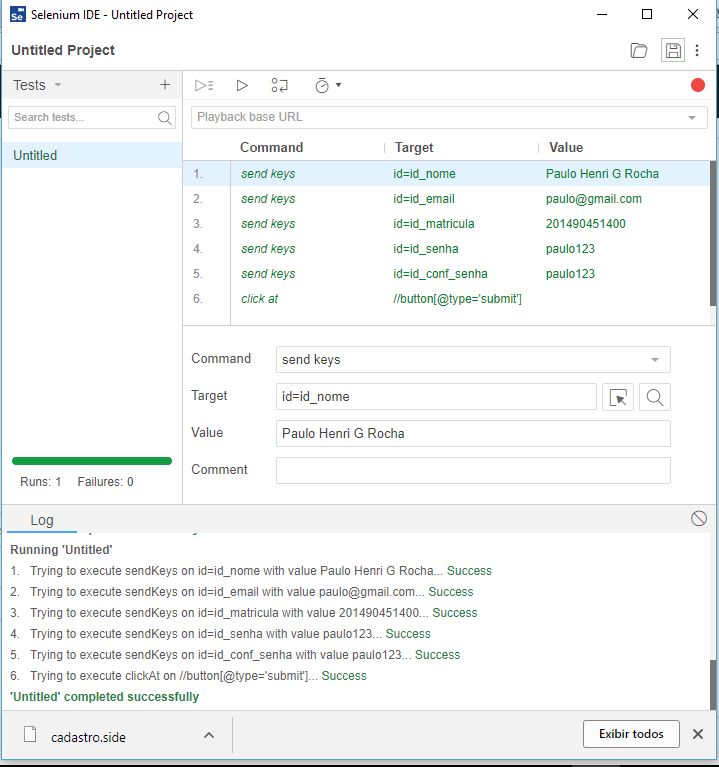 Selenium IDE - Untitled Project
Untitled Project
Tests
Search tests...
Untitled
Runs: 1 Failures: 0
Playback base URL
Command Target Value
1. send keys id=id_nome Paulo Henri G Rocha
2. send keys id=id_email paulo@gmail.com
3. send keys id=id_matricula 201490451400
4. send keys id=id_senha paulo123
5. send keys id=id_conf_senha paulo123
6. click at //button[@type='submit']
Command send keys
Target id=id_nome
Value Paulo Henri G Rocha
Comment
Log
Running 'Untitled'
1. Trying to execute sendKeys on id=id_nome with value Paulo Henri G Rocha... Success
2. Trying to execute sendKeys on id=id_email with value paulo@gmail.com... Success
3. Trying to execute sendKeys on id=id_matricula with value 201490451400... Success
4. Trying to execute sendKeys on id=id_senha with value paulo123... Success
5. Trying to execute sendKeys on id=id_conf_senha with value paulo123... Success
6. Trying to execute clickAt on //button[@type='submit']... Success
'Untitled' completed successfully
cadastro.side
Exibir todos